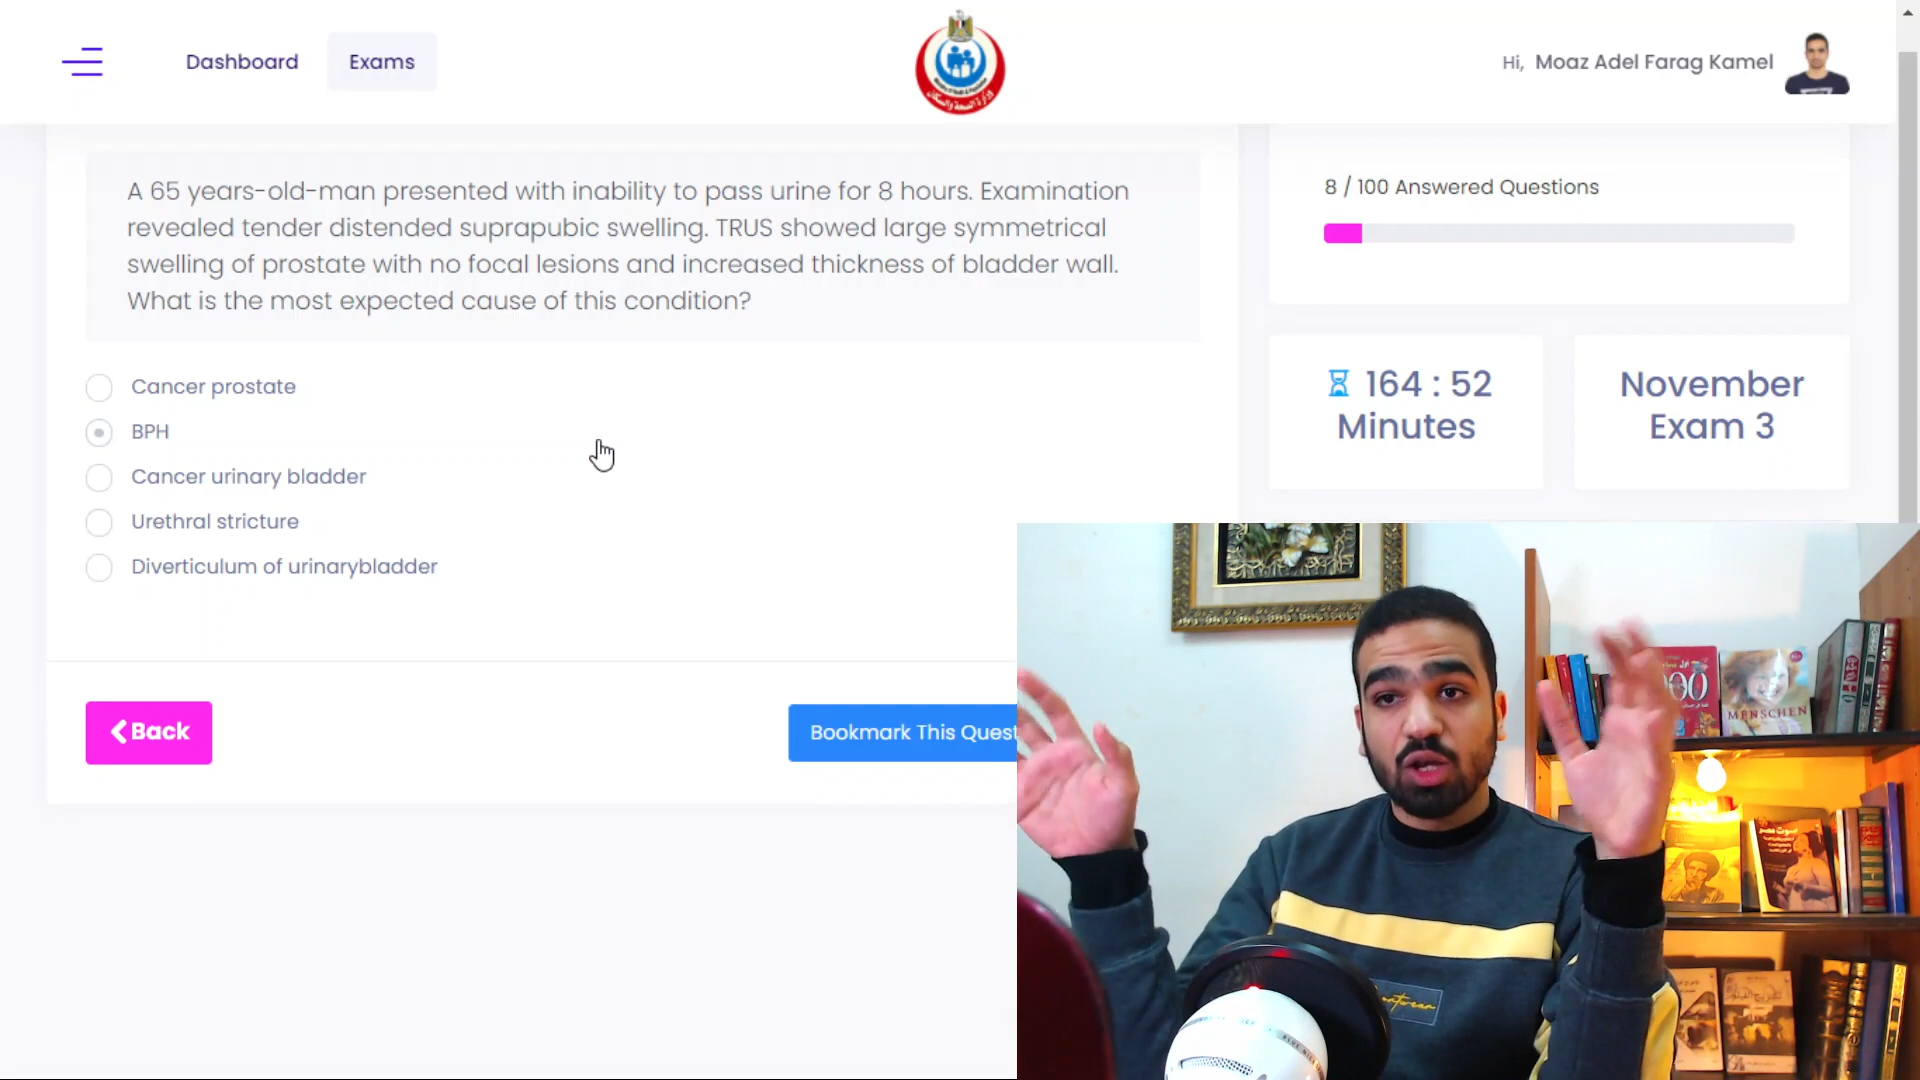 Dashboard
Exams
وزارة الصحة والسكان
Hi, Moaz Adel Farag Kamel
A 65 years-old-man presented with inability to pass urine for 8 hours. Examination
revealed tender distended suprapubic swelling. TRUS showed large symmetrical
swelling of prostate with no focal lesions and increased thickness of bladder wall.
What is the most expected cause of this condition?
Cancer prostate
BPH
Cancer urinary bladder
Urethral stricture
Diverticulum of urinarybladder
Back
Bookmark This Quest
8 / 100 Answered Questions
164 : 52
Minutes
November
Exam 3
MENSCHEN